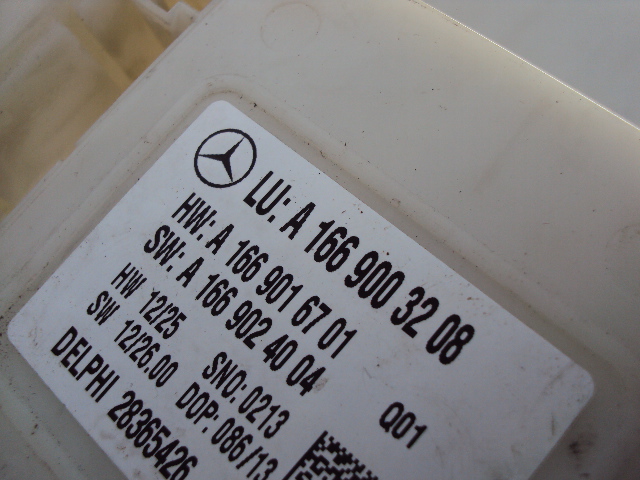 LU: A 166 900 32 08
HW: A 166 901 67 01
SW: A 166 902 40 04
HW 12/25 SNO: 0213 Q01
SW 12/26.00 DOP: 086/13
DELPHI 28365426